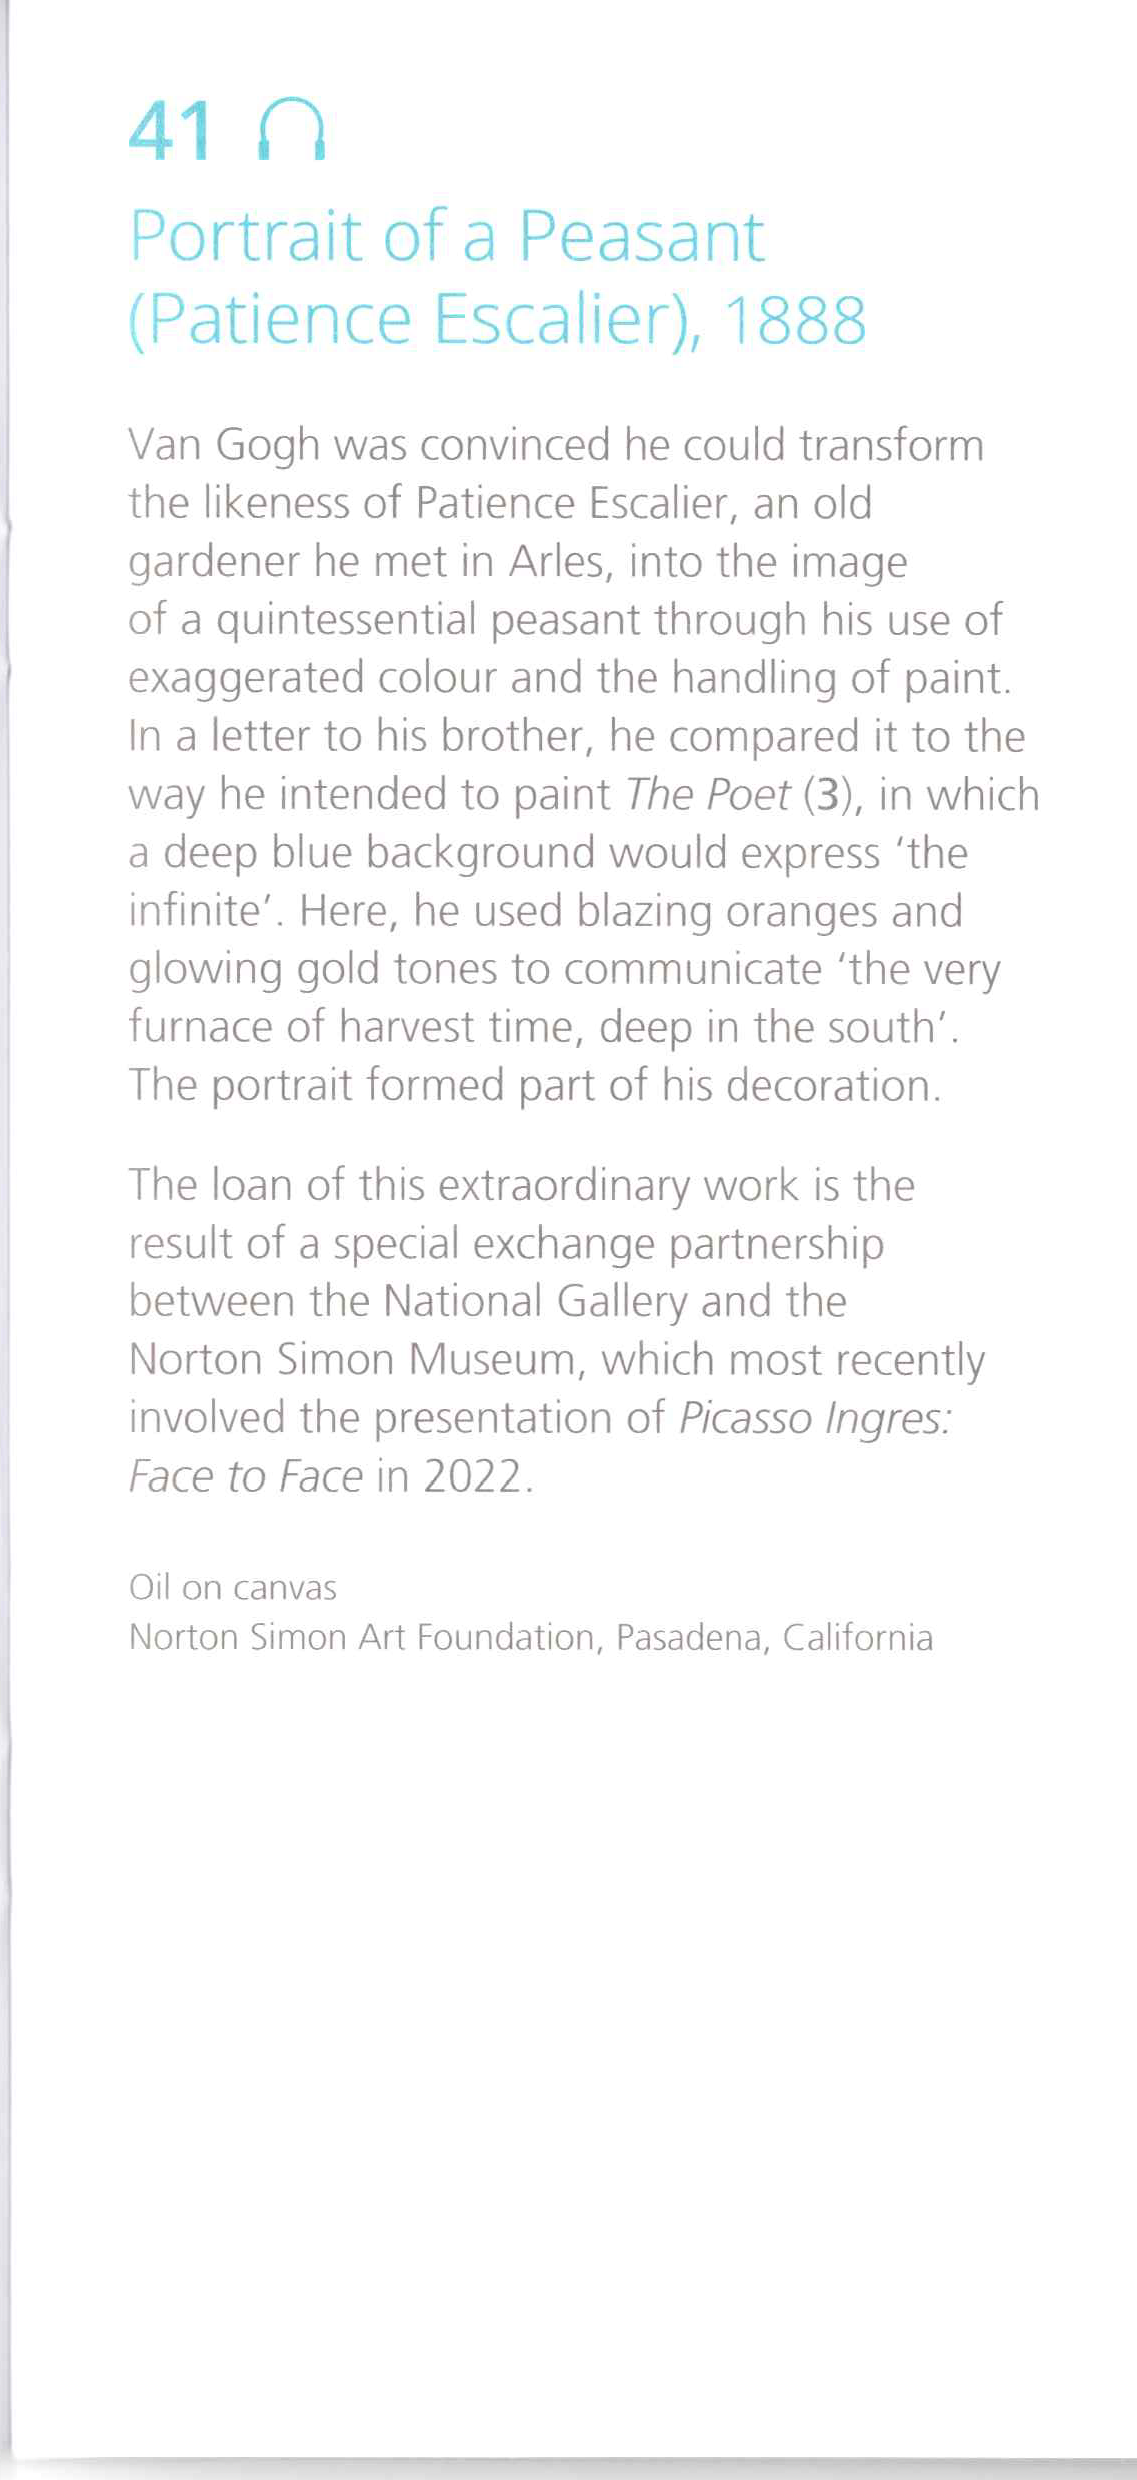 41
Portrait of a Peasant
(Patience Escalier), 1888
Van Gogh was convinced he could transform
the likeness of Patience Escalier, an old
gardener he met in Arles, into the image
of a quintessential peasant through his use of
exaggerated colour and the handling of paint.
In a letter to his brother, he compared it to the
way he intended to paint The Poet (3), in which
a deep blue background would express ‘the
infinite’. Here, he used blazing oranges and
glowing gold tones to communicate ‘the very
furnace of harvest time, deep in the south’.
The portrait formed part of his decoration.
The loan of this extraordinary work is the
result of a special exchange partnership
between the National Gallery and the
Norton Simon Museum, which most recently
involved the presentation of Picasso Ingres:
Face to Face in 2022.
Oil on canvas
Norton Simon Art Foundation, Pasadena, California